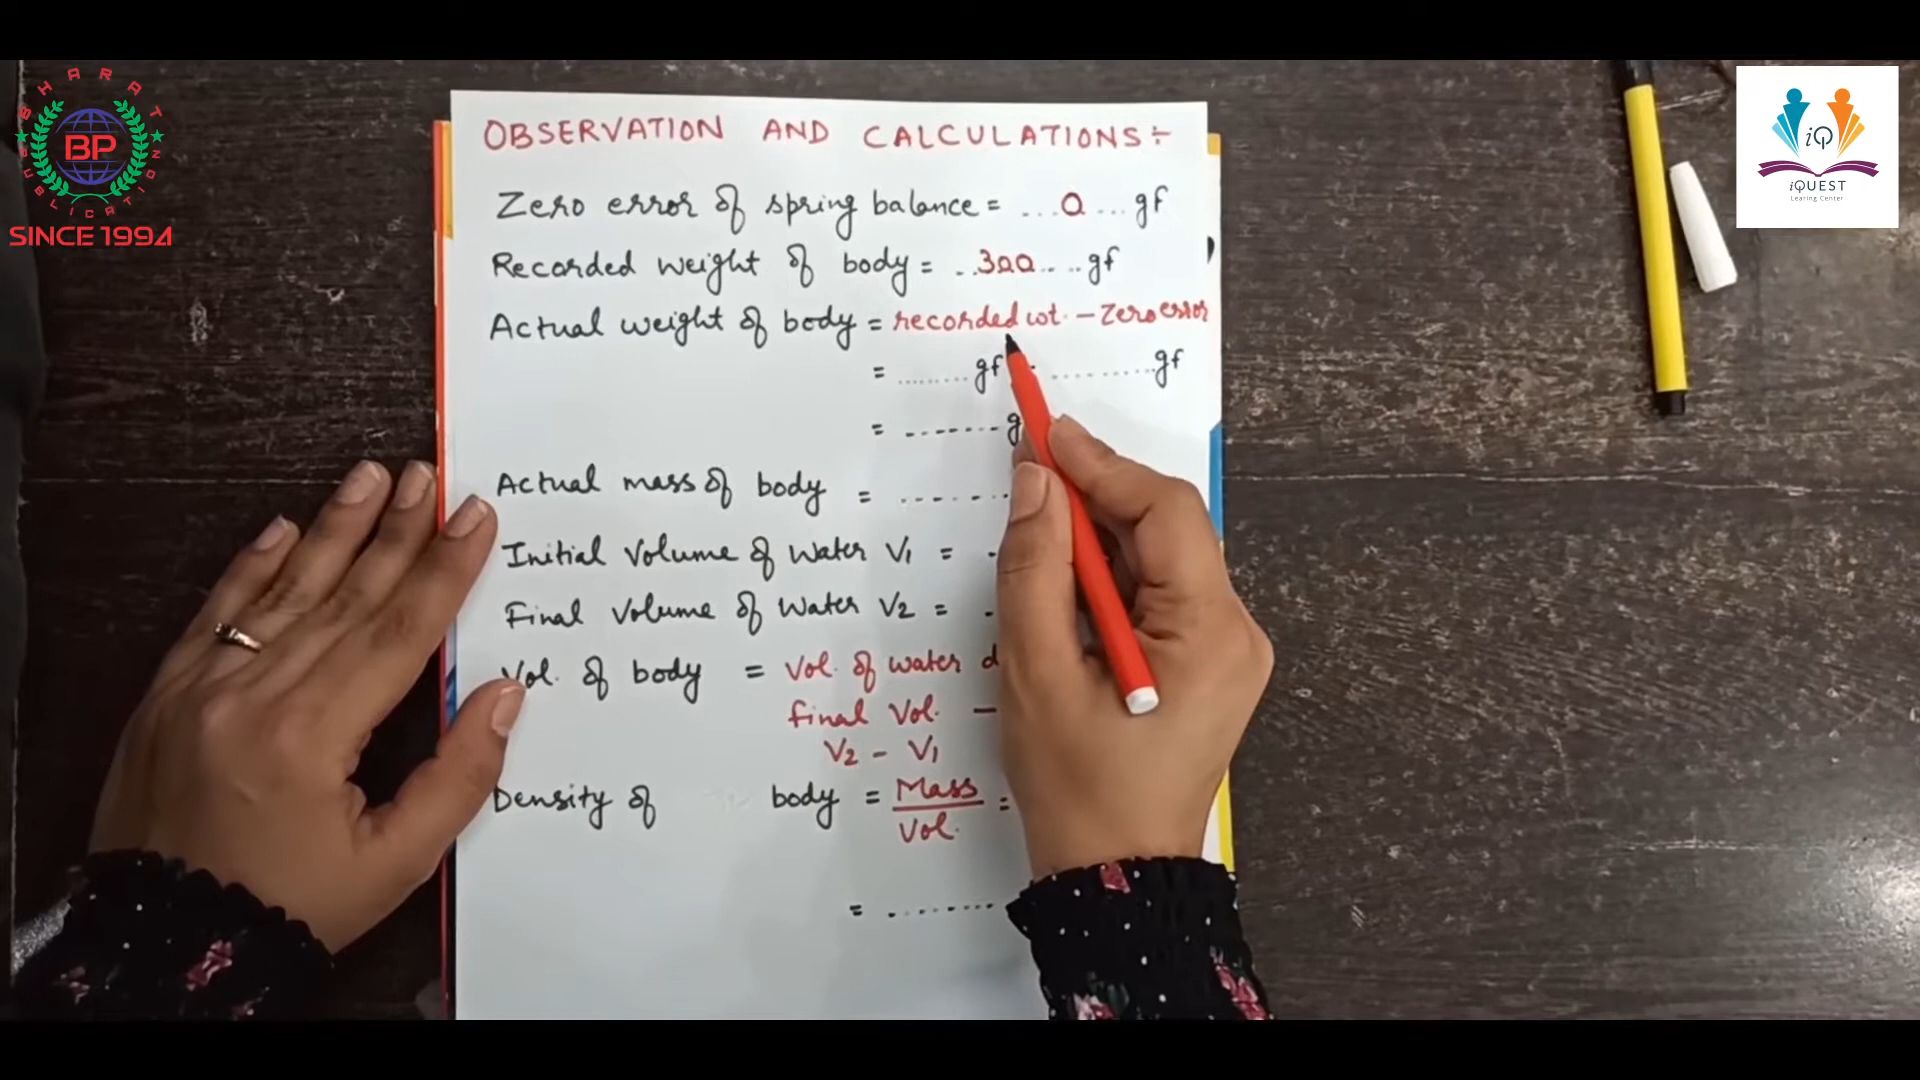 BHARAT
BP
PUBLICATION
SINCE 1994
iQ
iQUEST
Learing Center
OBSERVATION AND CALCULATIONS:-
Zero error of spring balance = ...0... gf
Recorded weight of body = ..300.. .. gf
Actual weight of body = recorded wt. - Zero error
= ........ gf - ..........gf
= ------- g
Actual mass of body = .......
Initial Volume of Water V1 = -
Final Volume of Water V2 = -
Vol. of body = Vol. of water d
final Vol. -
V2 - V1
Density of body = Mass/Vol. =
= .......